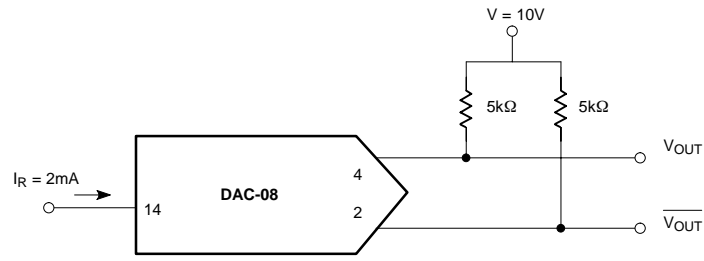 V = 10V
5kΩ 5kΩ
V_OUT
I_R = 2mA
4
DAC-08
14
2
V̅_O̅U̅T̅